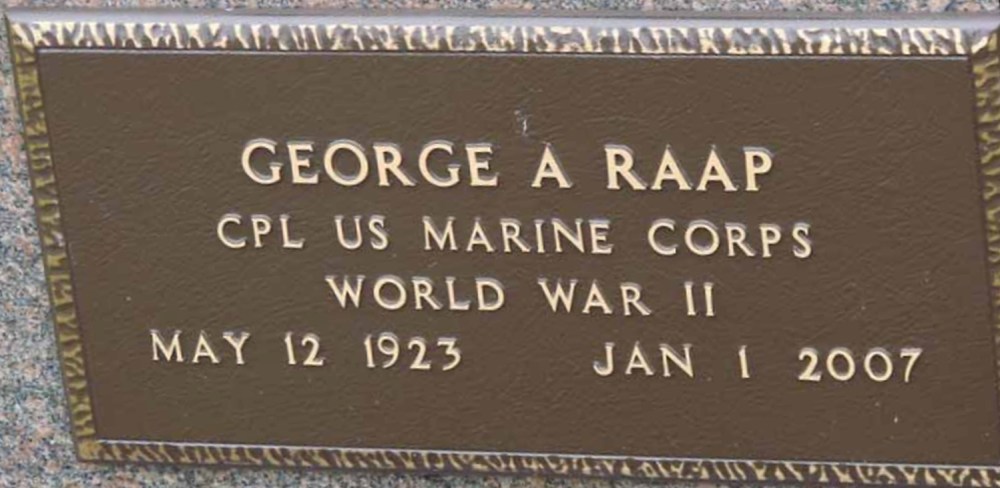 GEORGE A RAAP
CPL US MARINE CORPS
WORLD WAR II
MAY 12 1923 JAN 1 2007